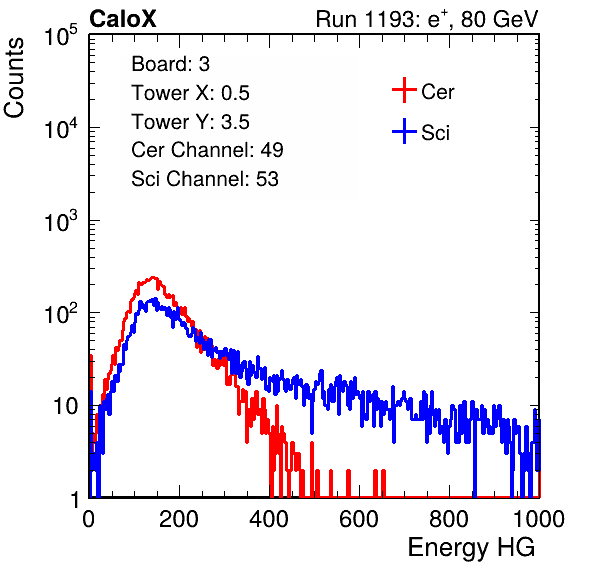 CaloX Run 1193: e⁺, 80 GeV
Counts
Board: 3
Tower X: 0.5
Tower Y: 3.5
Cer Channel: 49
Sci Channel: 53
Cer
Sci
10⁵
10⁴
10³
10²
10
1
0 200 400 600 800 1000
Energy HG